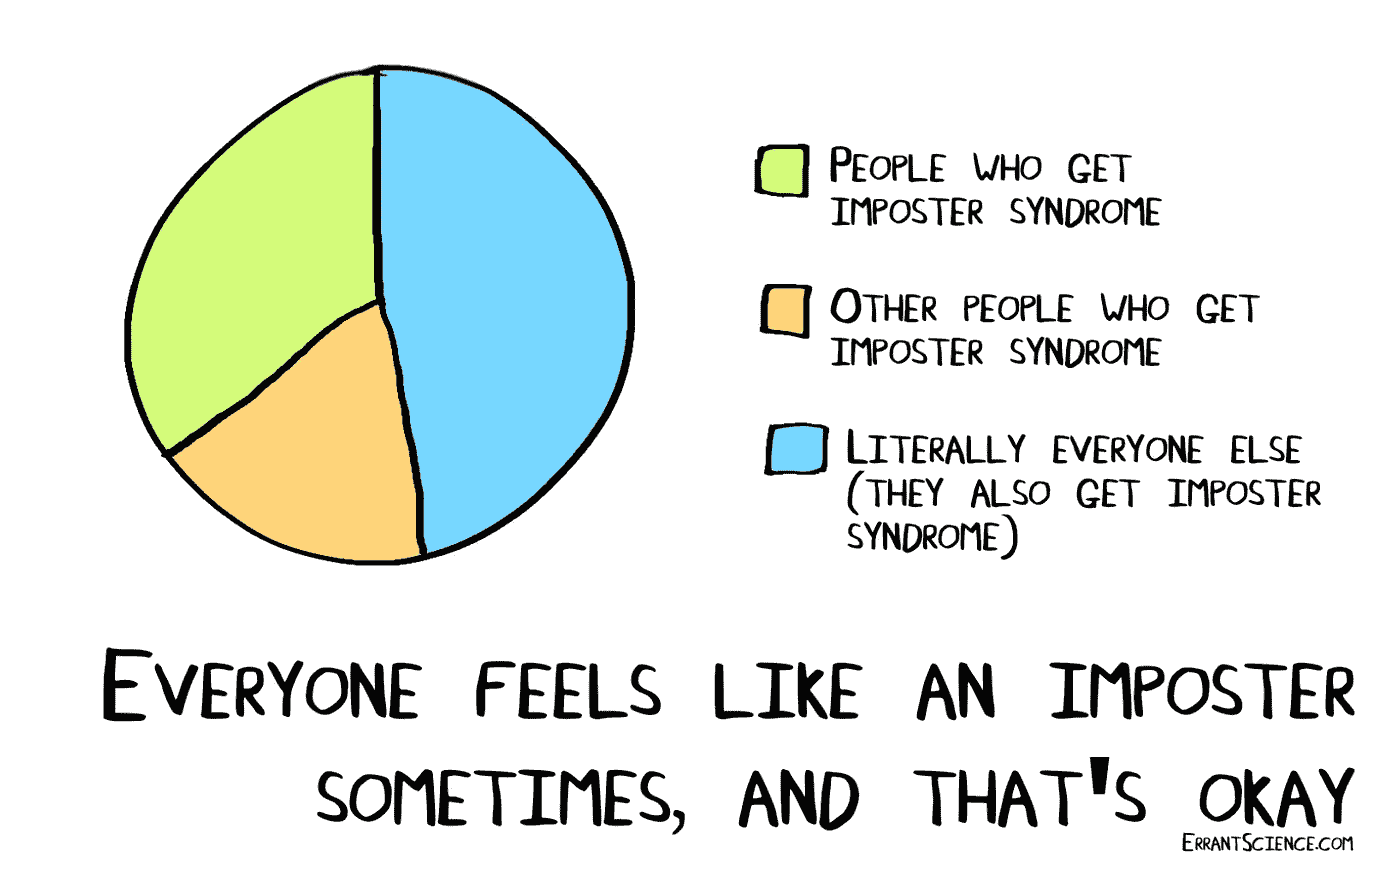 People who get
imposter syndrome
Other people who get
imposter syndrome
Literally everyone else
(they also get imposter
syndrome)
Everyone feels like an imposter
sometimes, and that's okay
ErrantScience.com